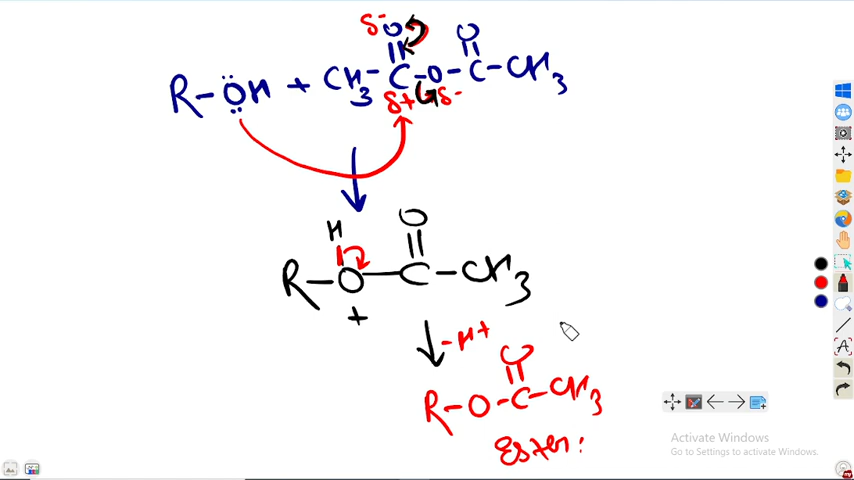 δ- O O
R-ÖH + CH3-C-O-C-CH3
δ+ δ-
H O
R-O-C-CH3
+
-H+
O
R-O-C-CH3
Ester:
Activate Windows
Go to Settings to activate Windows.